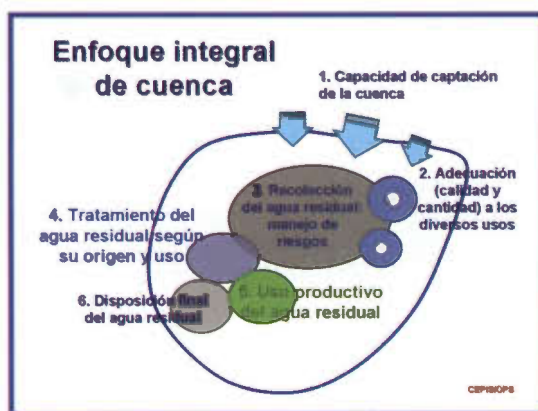 Enfoque integral
de cuenca
1. Capacidad de captación
de la cuenca
2. Adecuación
(calidad y
cantidad) a los
diversos usos
3. Recolección
del agua residual:
manejo de
riesgos
4. Tratamiento del
agua residual según
su origen y uso
5. Uso productivo
del agua residual
6. Disposición final
del agua residual
CEPIS/OPS